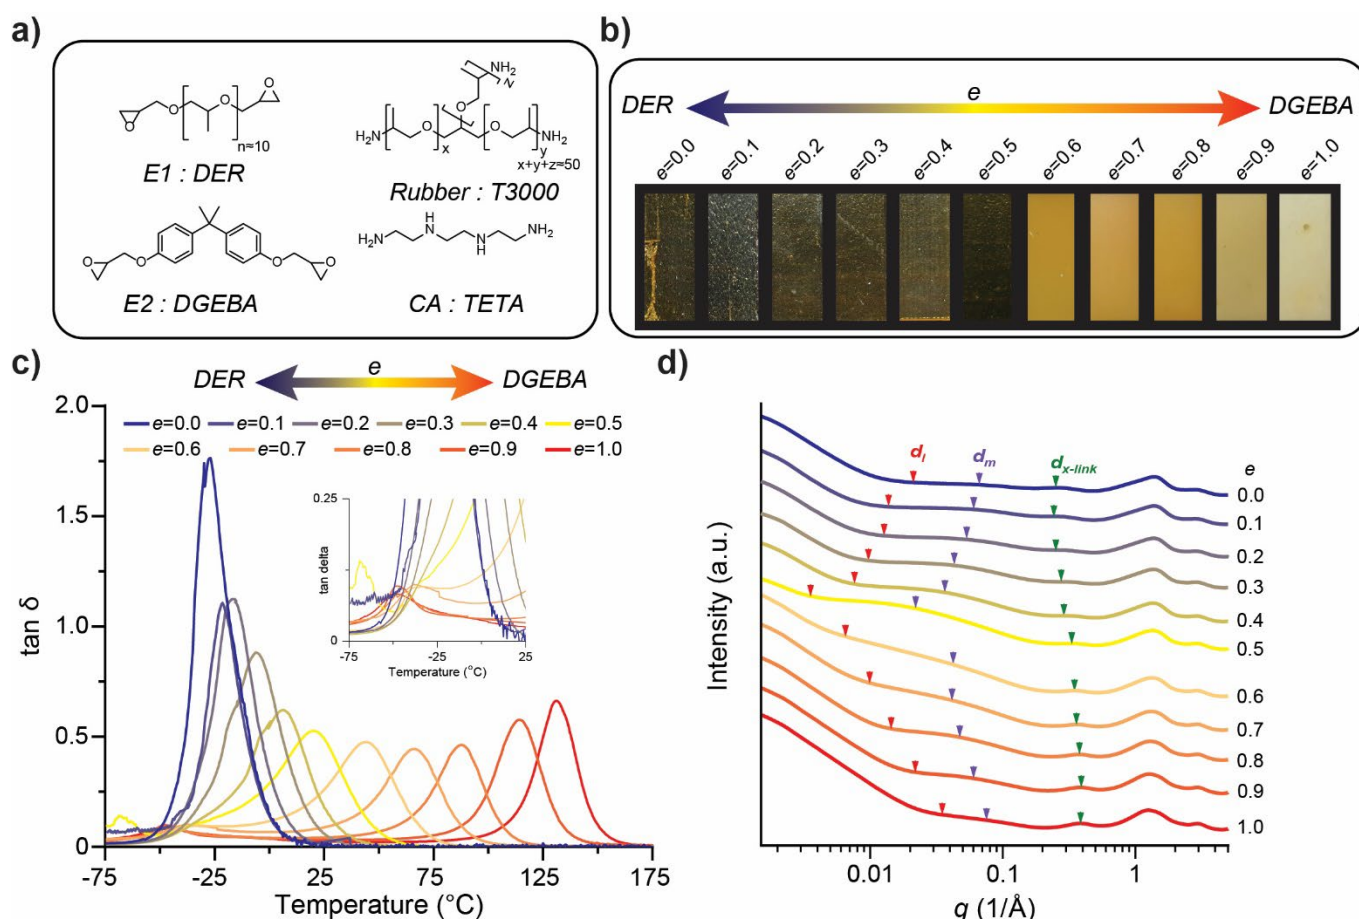 a)
O
O
O
O
n≈10
E1 : DER
NH2
z
O
H2N
O
O
NH2
x
y
x+y+z≈50
Rubber : T3000
O
O
O
O
E2 : DGEBA
H2N
H
N
N
H
NH2
CA : TETA
b)
DER
e
DGEBA
e=0.0
e=0.1
e=0.2
e=0.3
e=0.4
e=0.5
e=0.6
e=0.7
e=0.8
e=0.9
e=1.0
c)
DER
e
DGEBA
2.0
1.5
1.0
0.5
0
tan δ
e=0.0 e=0.1 e=0.2 e=0.3 e=0.4 e=0.5
e=0.6 e=0.7 e=0.8 e=0.9 e=1.0
0.25
0
tan delta
-75 -25 25
Temperature (°C)
-75 -25 25 75 125 175
Temperature (°C)
d)
Intensity (a.u.)
dl
dm
dx-link
e
0.0
0.1
0.2
0.3
0.4
0.5
0.6
0.7
0.8
0.9
1.0
0.01 0.1 1
q (1/Å)